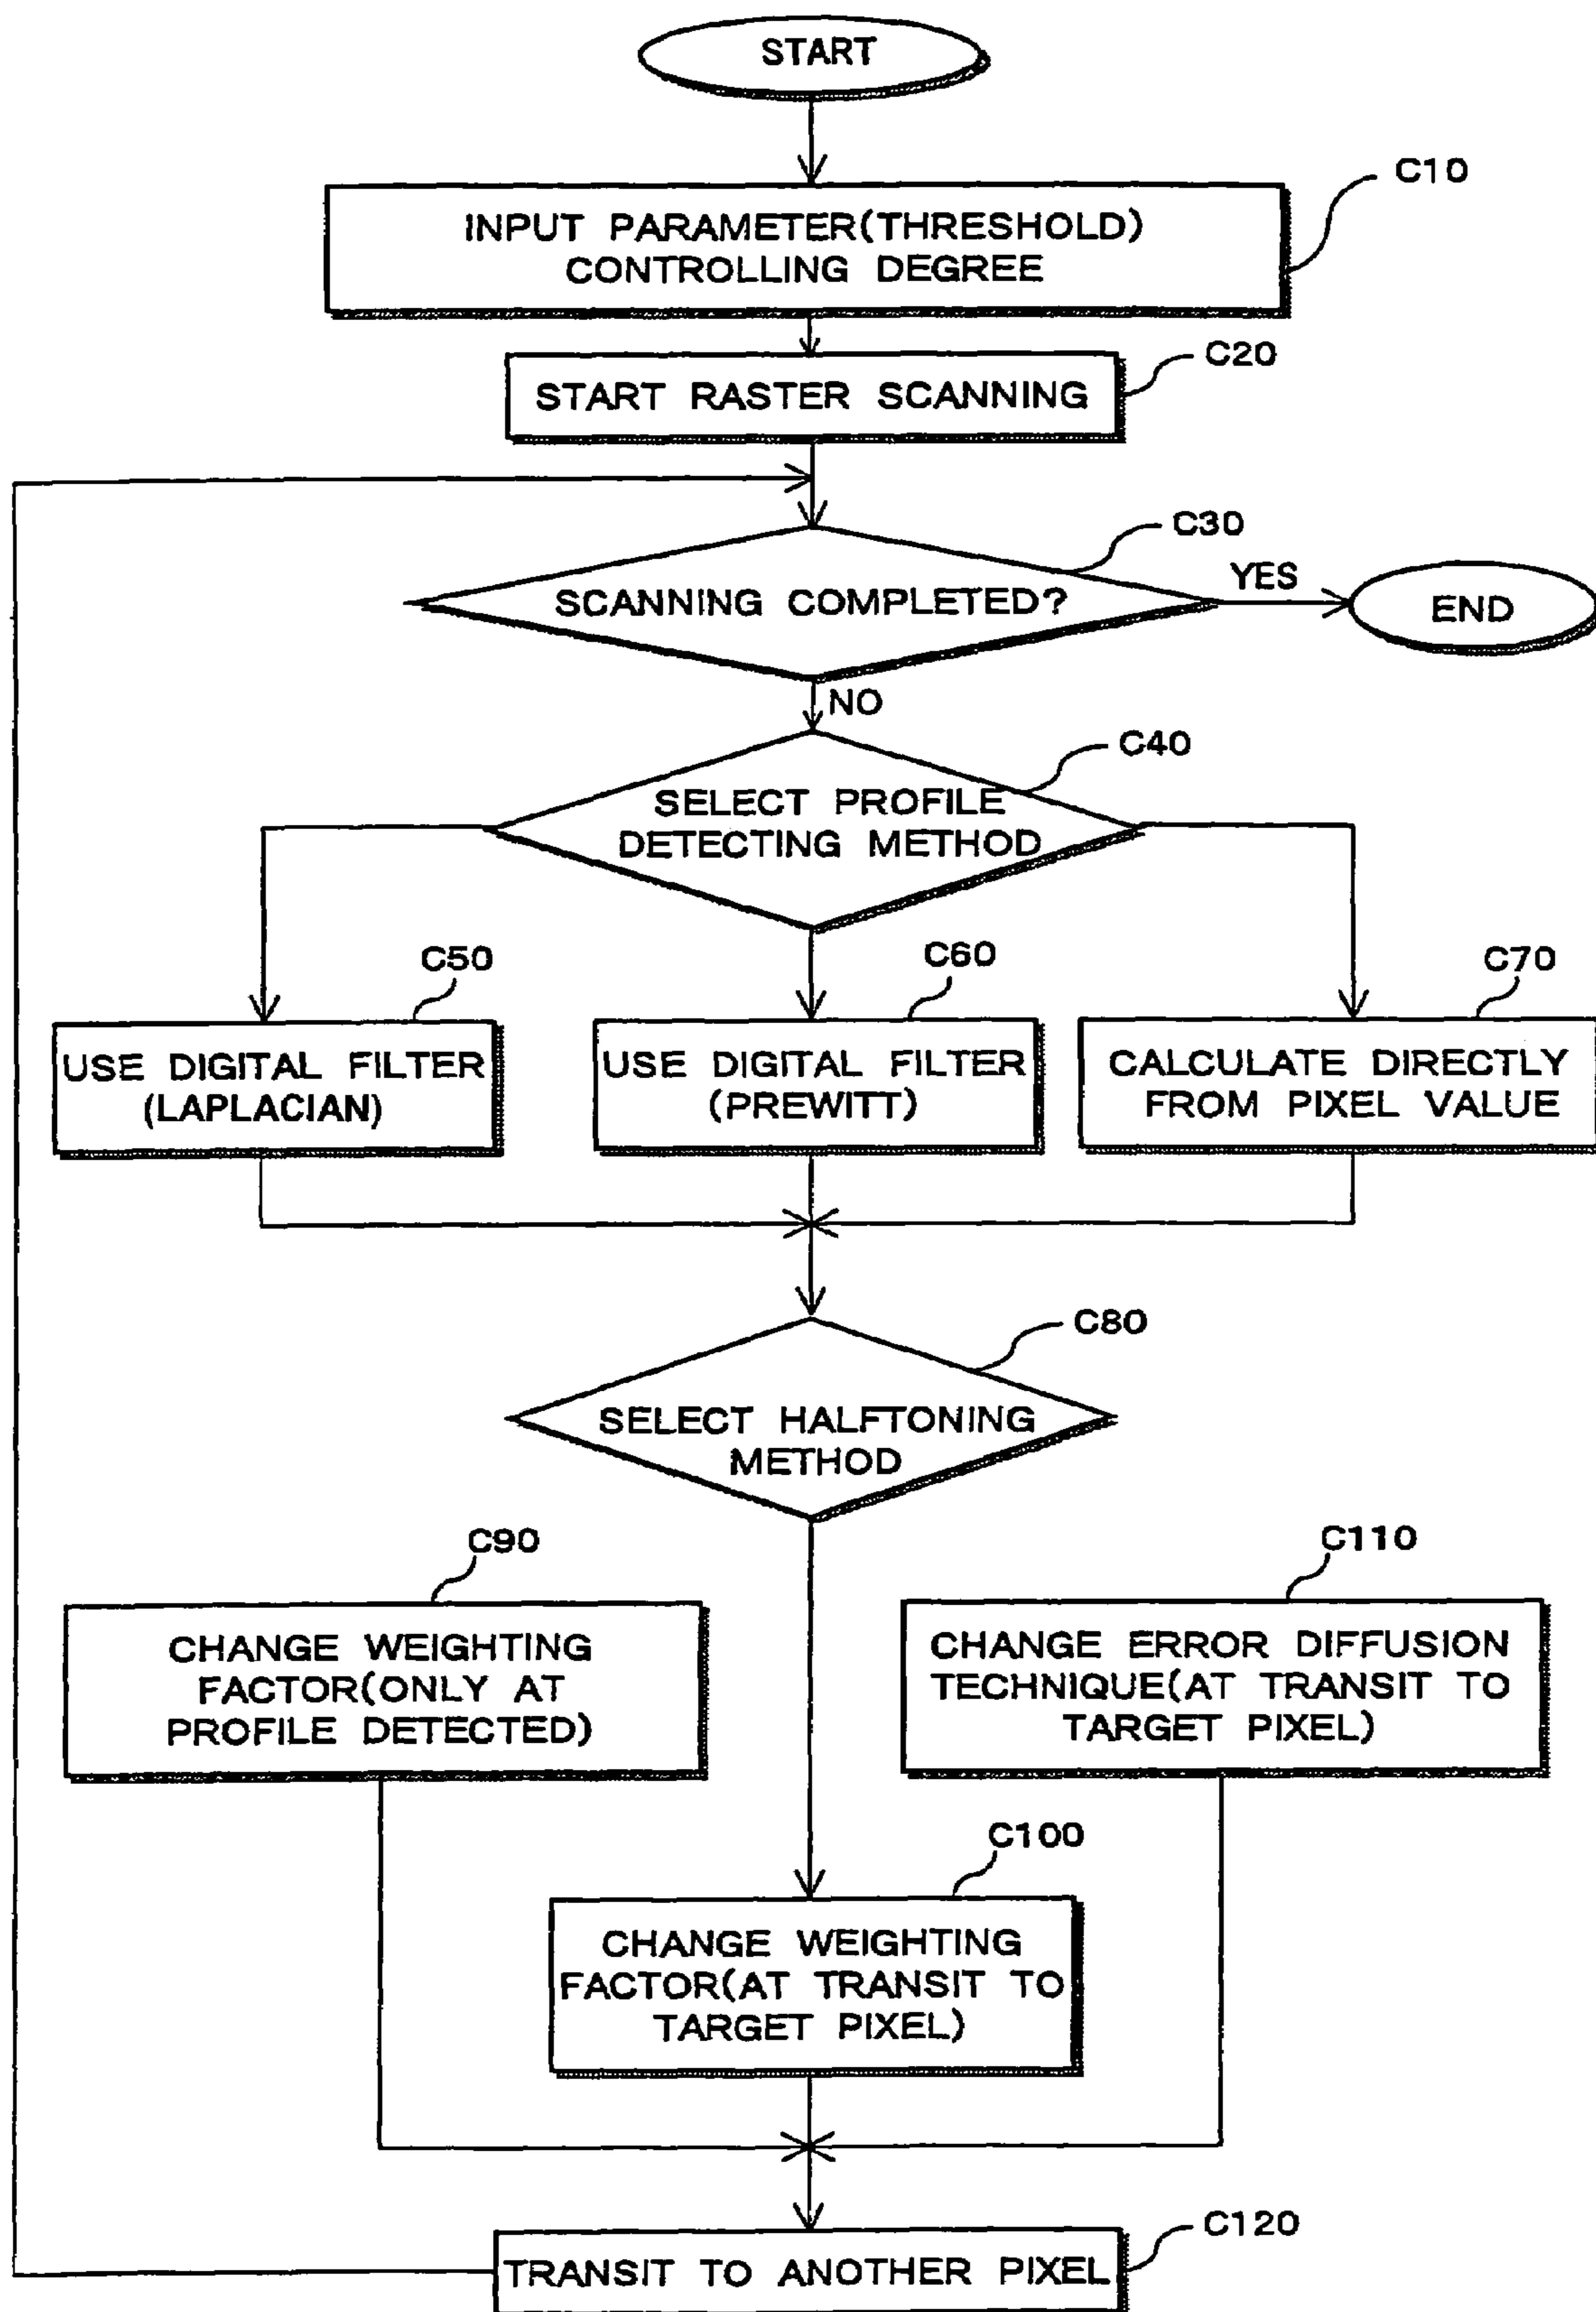 START
C10
INPUT PARAMETER(THRESHOLD)
CONTROLLING DEGREE
C20
START RASTER SCANNING
C30
SCANNING COMPLETED?
YES
END
NO
C40
SELECT PROFILE
DETECTING METHOD
C50
USE DIGITAL FILTER
(LAPLACIAN)
C60
USE DIGITAL FILTER
(PREWITT)
C70
CALCULATE DIRECTLY
FROM PIXEL VALUE
C80
SELECT HALFTONING
METHOD
C90
CHANGE WEIGHTING
FACTOR(ONLY AT
PROFILE DETECTED)
C110
CHANGE ERROR DIFFUSION
TECHNIQUE(AT TRANSIT TO
TARGET PIXEL)
C100
CHANGE WEIGHTING
FACTOR(AT TRANSIT TO
TARGET PIXEL)
C120
TRANSIT TO ANOTHER PIXEL